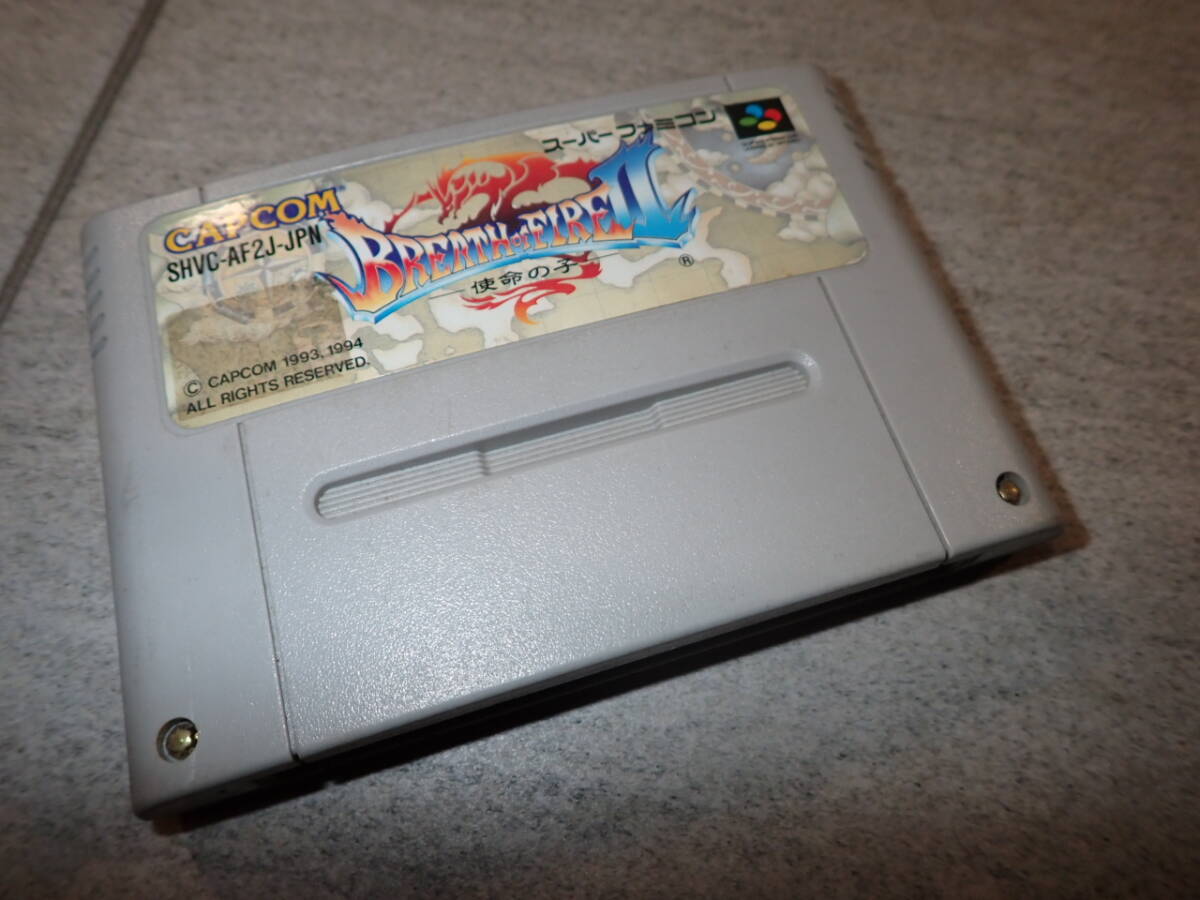 スーパーファミコン
CAPCOM
SHVC-AF2J-JPN
BREATH OF FIRE II
使命の子
®
© CAPCOM 1993, 1994
ALL RIGHTS RESERVED.